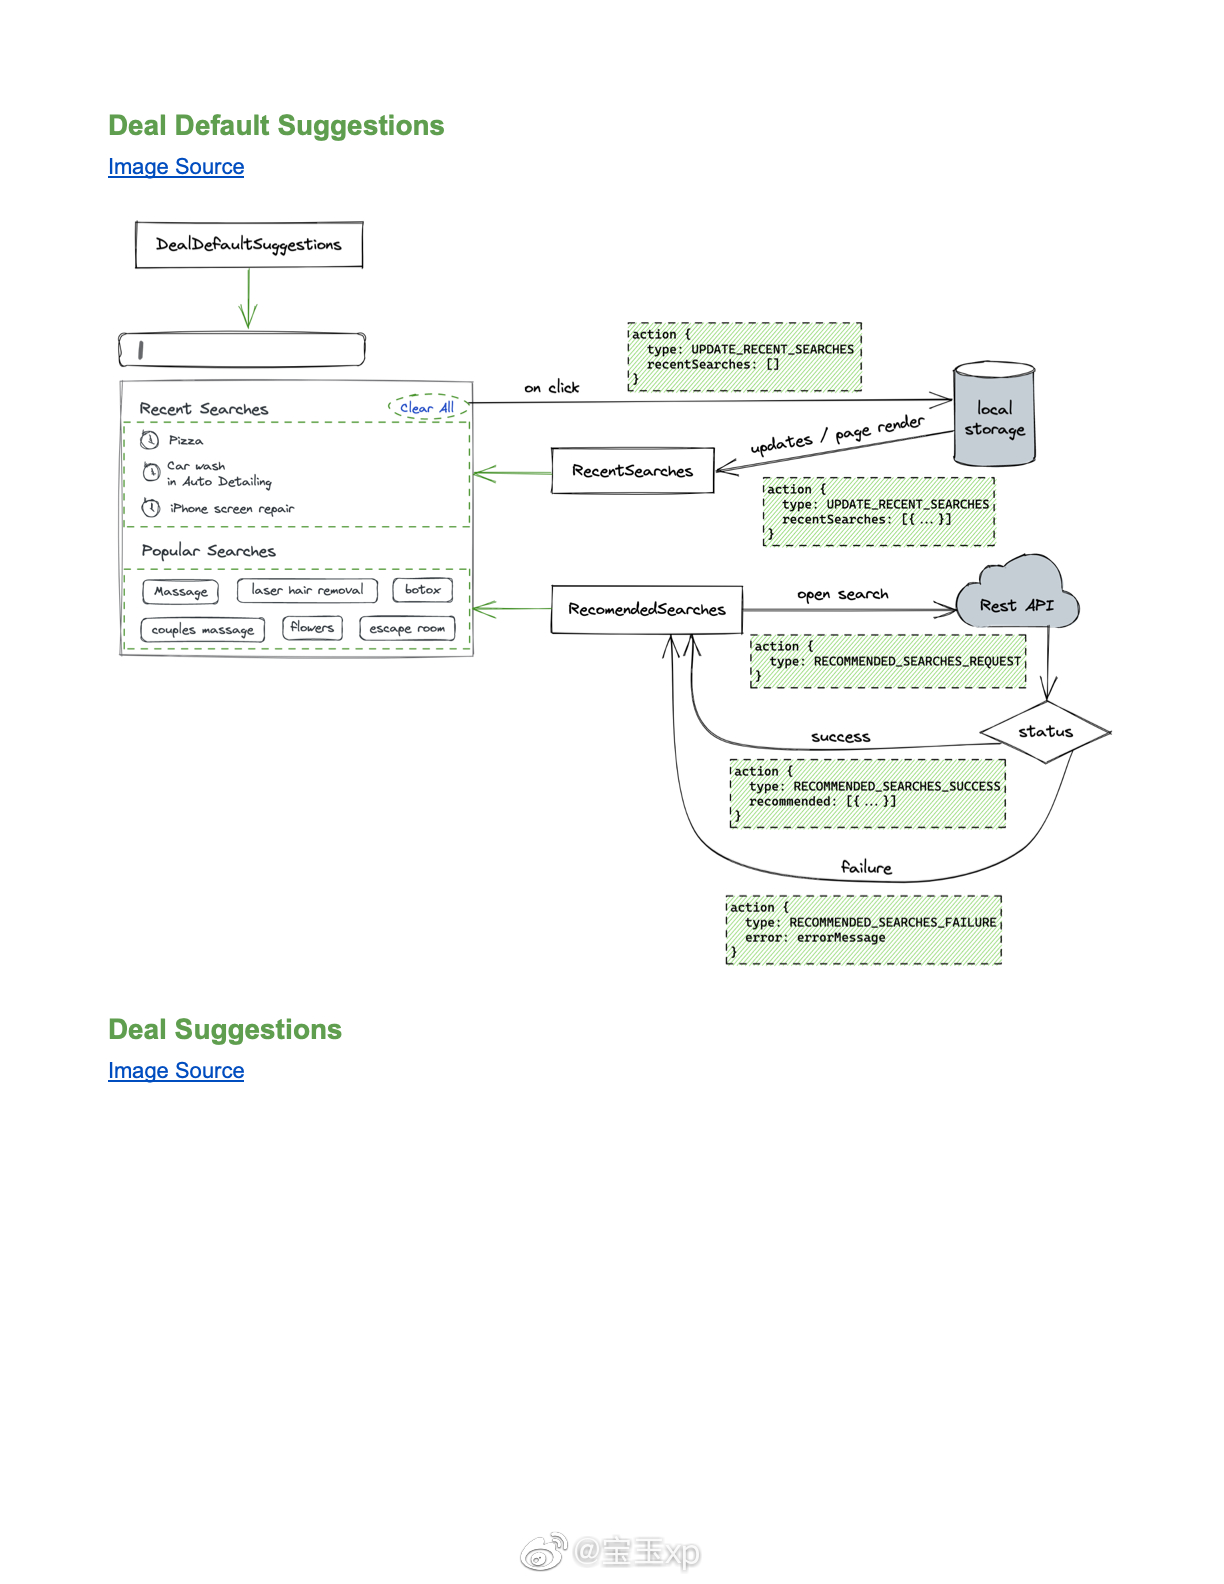 Deal Default Suggestions
Image Source
DealDefaultSuggestions
action {
type: UPDATE_RECENT_SEARCHES
recentSearches: []
}
on click
Recent Searches
Clear All
local
storage
Pizza
Car wash
in Auto Detailing
iPhone screen repair
RecentSearches
updates / page render
action {
type: UPDATE_RECENT_SEARCHES
recentSearches: [{ ... }]
}
Popular Searches
Massage
laser hair removal
botox
couples massage
flowers
escape room
RecomendedSearches
open search
Rest API
action {
type: RECOMMENDED_SEARCHES_REQUEST
}
status
success
action {
type: RECOMMENDED_SEARCHES_SUCCESS
recommended: [{ ... }]
}
failure
action {
type: RECOMMENDED_SEARCHES_FAILURE
error: errorMessage
}
Deal Suggestions
Image Source
@宝玉xp